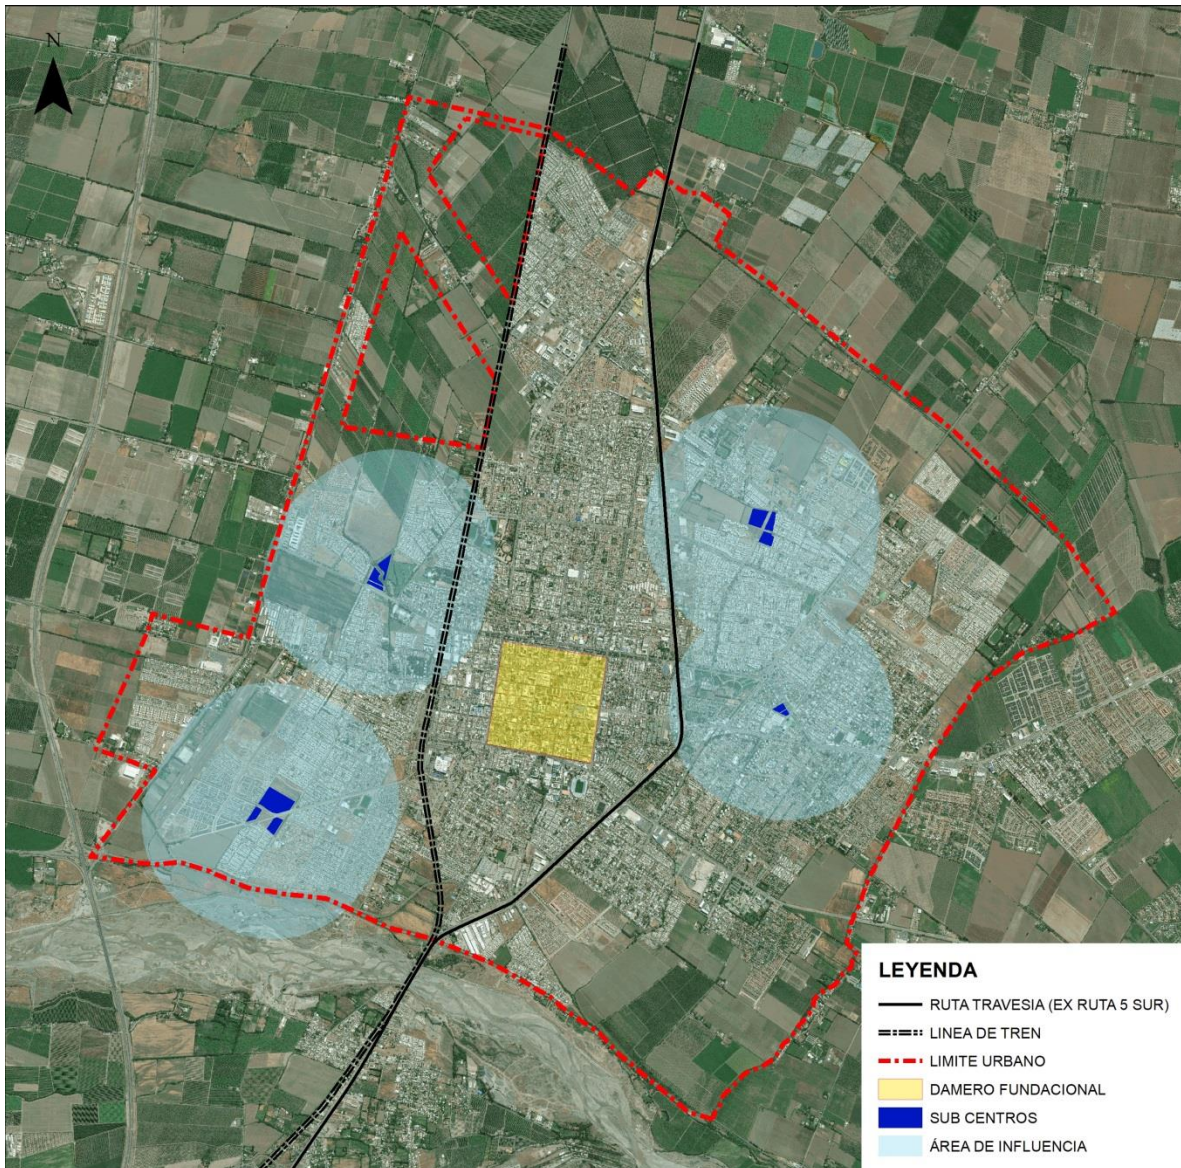 N
LEYENDA
RUTA TRAVESIA (EX RUTA 5 SUR)
LINEA DE TREN
LIMITE URBANO
DAMERO FUNDACIONAL
SUB CENTROS
ÁREA DE INFLUENCIA